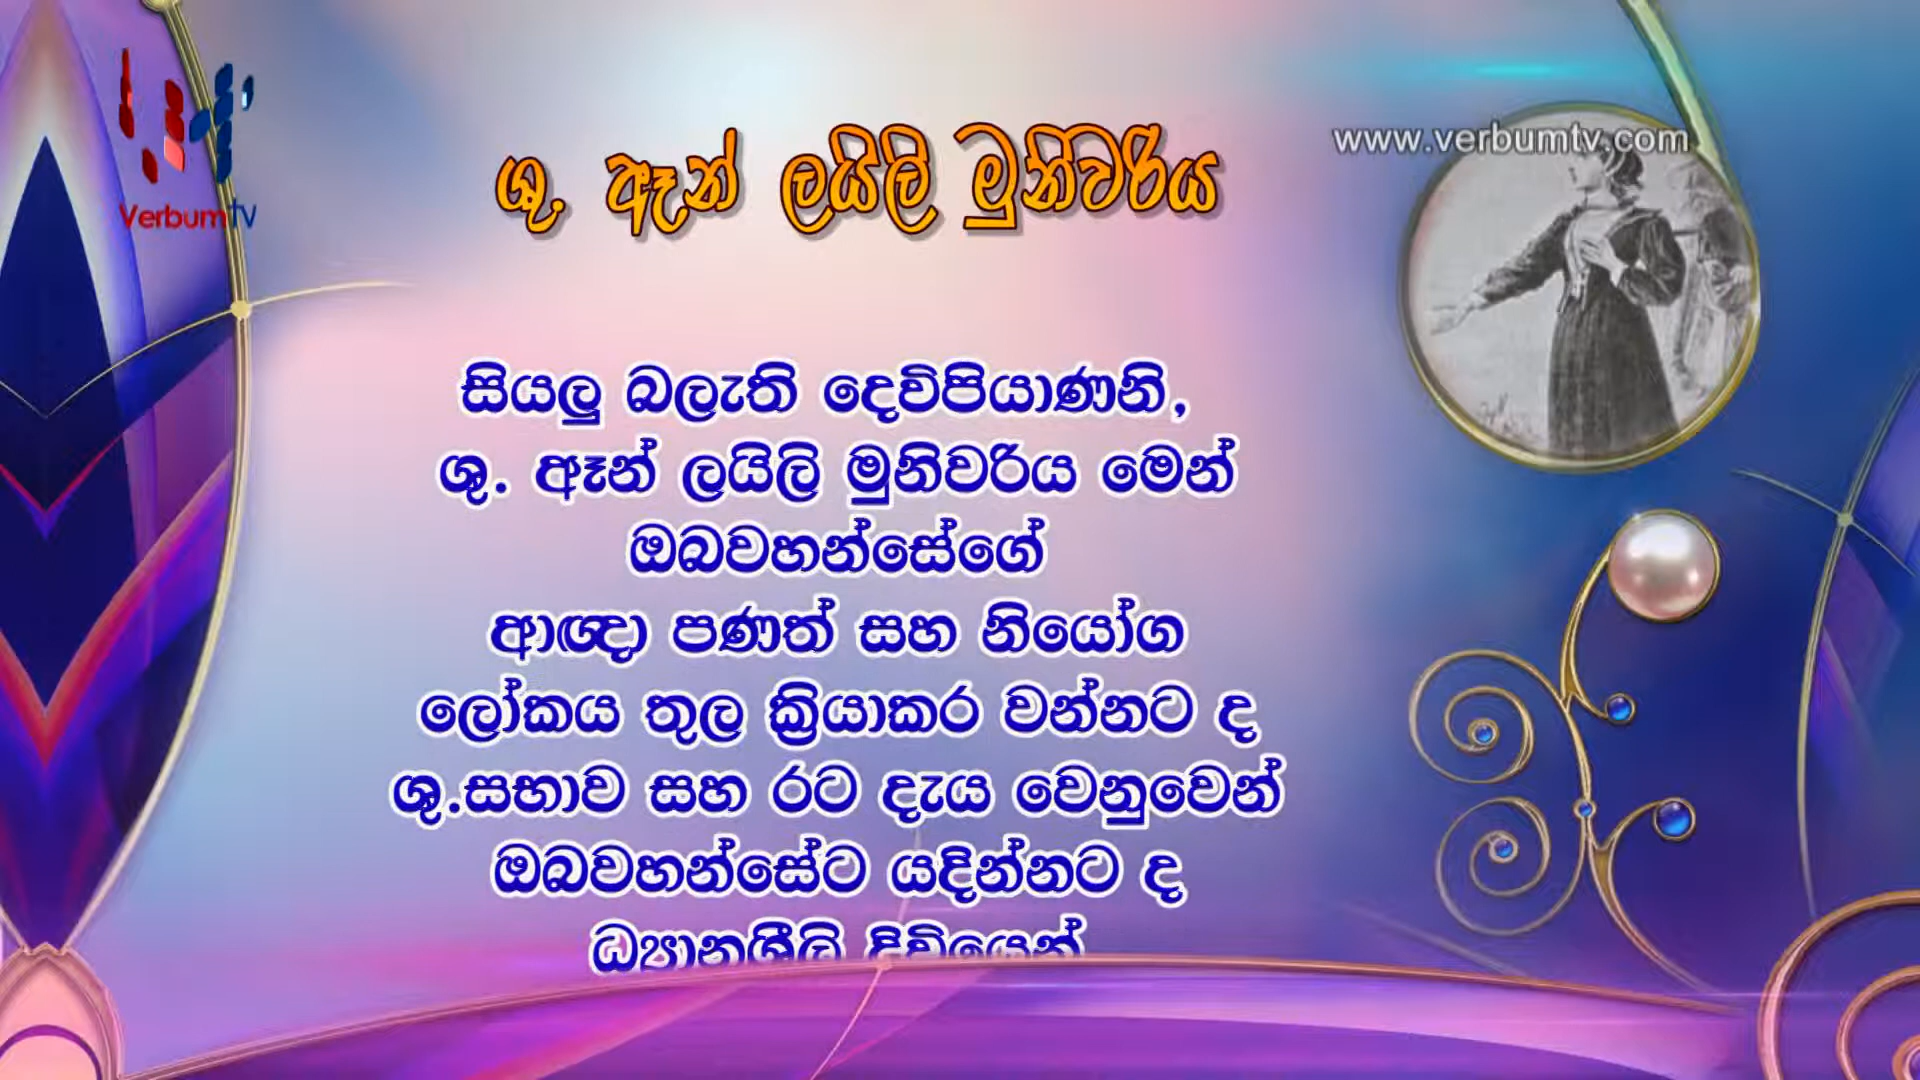 www.verbumtv.com
VerbumTV
ශු. ඈන් ලයිලි මුනිවරිය
සියලු බලැති දෙවිපියාණනි,
ශු. ඈන් ලයිලි මුනිවරිය මෙන්
ඔබවහන්සේගේ
ආඥා පණත් සහ නියෝග
ලෝකය තුල ක්‍රියාකර වන්නට ද
ශු.සභාව සහ රට දැය වෙනුවෙන්
ඔබවහන්සේට යදින්නට ද
ධ්‍යානශීලි දිවියෙන්